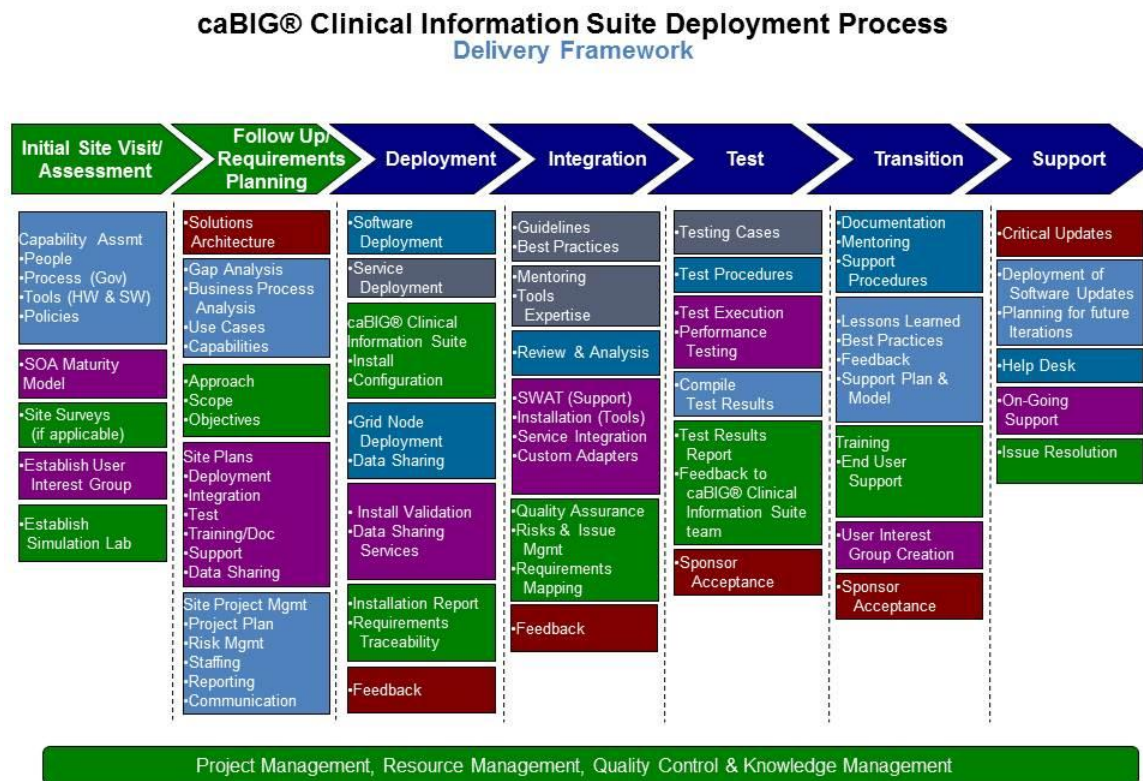 caBIG® Clinical Information Suite Deployment Process
Delivery Framework
Initial Site Visit/
Assessment
Follow Up/
Requirements
Planning
Deployment
Integration
Test
Transition
Support
Capability Assmt
•People
•Process (Gov)
•Tools (HW & SW)
•Policies
•SOA Maturity
Model
•Site Surveys
(if applicable)
•Establish User
Interest Group
•Establish
Simulation Lab
•Solutions
Architecture
•Gap Analysis
•Business Process
Analysis
•Use Cases
•Capabilities
•Approach
•Scope
•Objectives
Site Plans
•Deployment
•Integration
•Test
•Training/Doc
•Support
•Data Sharing
Site Project Mgmt
•Project Plan
•Risk Mgmt
•Staffing
•Reporting
•Communication
•Software
Deployment
•Service
Deployment
caBIG® Clinical
Information Suite
•Install
•Configuration
•Grid Node
Deployment
•Data Sharing
• Install Validation
•Data Sharing
Services
•Installation Report
•Requirements
Traceability
•Feedback
•Guidelines
•Best Practices
•Mentoring
•Tools
Expertise
•Review & Analysis
•SWAT (Support)
•Installation (Tools)
•Service Integration
•Custom Adapters
•Quality Assurance
•Risks & Issue
Mgmt
•Requirements
Mapping
•Feedback
•Testing Cases
•Test Procedures
•Test Execution
•Performance
Testing
•Compile
Test Results
•Test Results
Report
•Feedback to
caBIG® Clinical
Information Suite
team
•Sponsor
Acceptance
•Documentation
•Mentoring
•Support
Procedures
•Lessons Learned
•Best Practices
•Feedback
•Support Plan &
Model
Training
•End User
Support
•User Interest
Group Creation
•Sponsor
Acceptance
•Critical Updates
•Deployment of
Software Updates
•Planning for future
Iterations
•Help Desk
•On-Going
Support
•Issue Resolution
Project Management, Resource Management, Quality Control & Knowledge Management